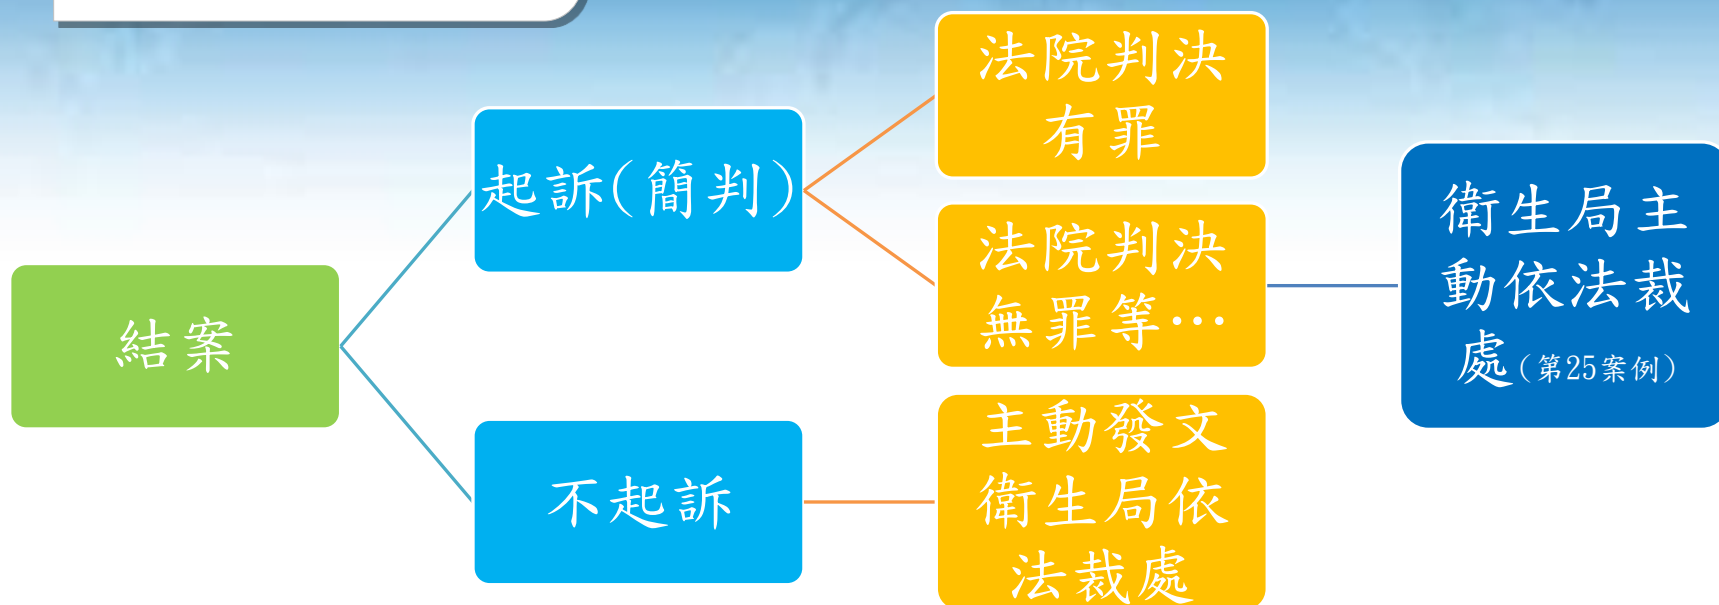 結案
起訴(簡判)
不起訴
法院判決
有罪
法院判決
無罪等…
主動發文
衛生局依
法裁處
衛生局主
動依法裁
處(第25案例)